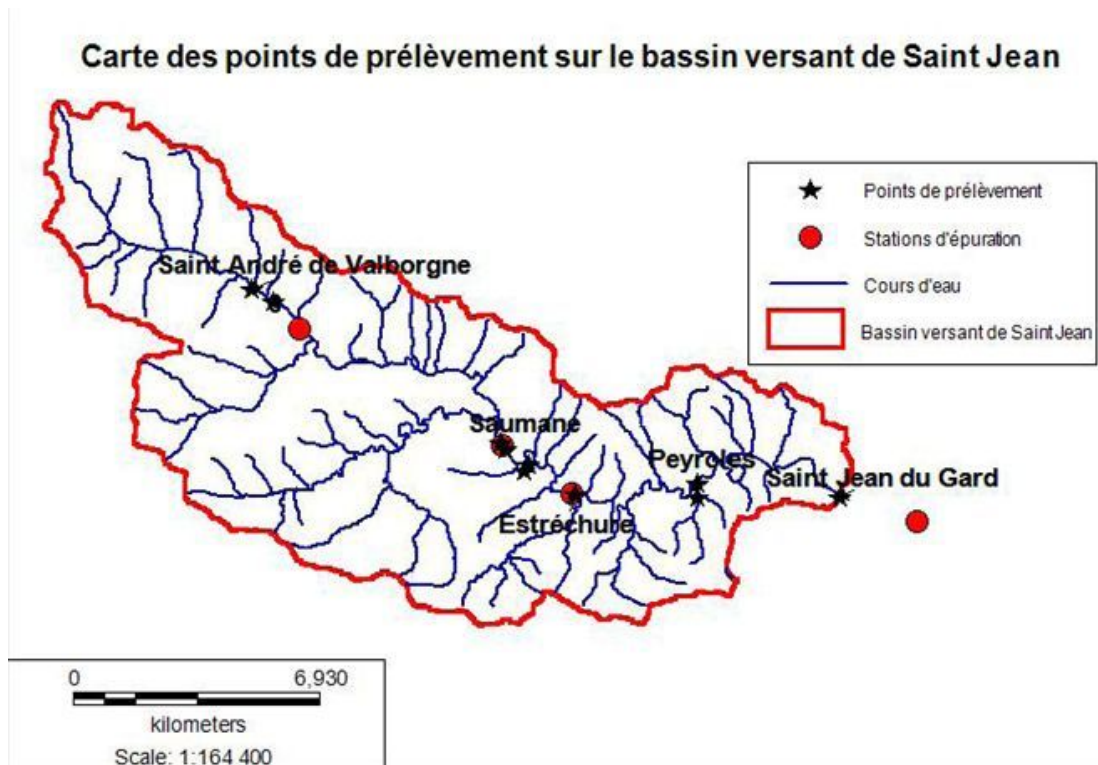 Carte des points de prélèvement sur le bassin versant de Saint Jean
Points de prélèvement
Stations d'épuration
Cours d'eau
Bassin versant de Saint Jean
Saint André de Valborgne
Saumane
Peyroles
Saint Jean du Gard
Estréchure
0 6,930
kilometers
Scale: 1:164 400